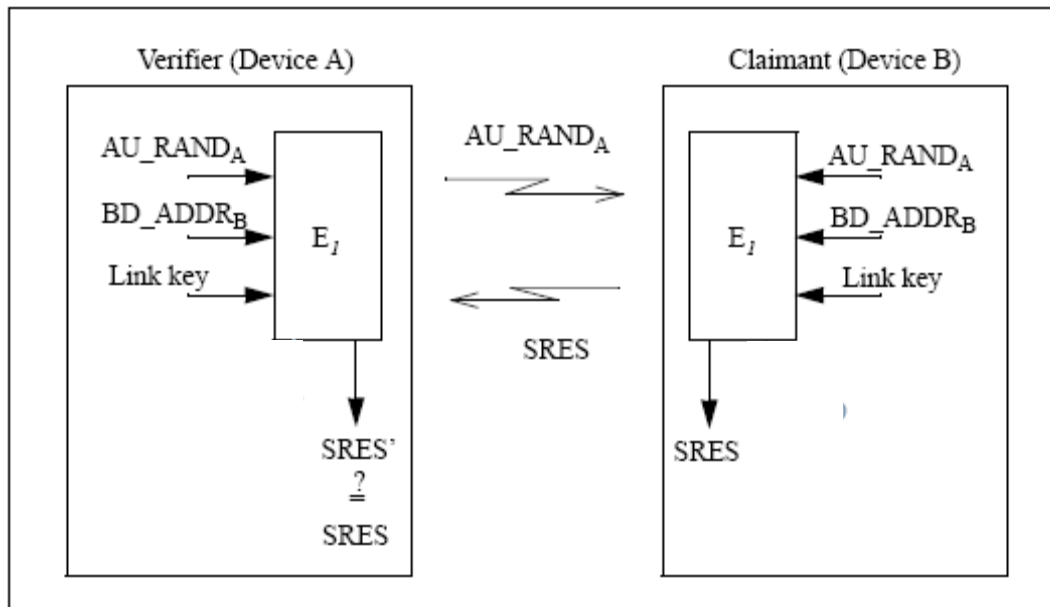 Verifier (Device A)
AU_RANDA
BD_ADDRB
Link key
E1
SRES’
?
=
SRES
AU_RANDA
SRES
Claimant (Device B)
AU_RANDA
BD_ADDRB
Link key
E1
SRES